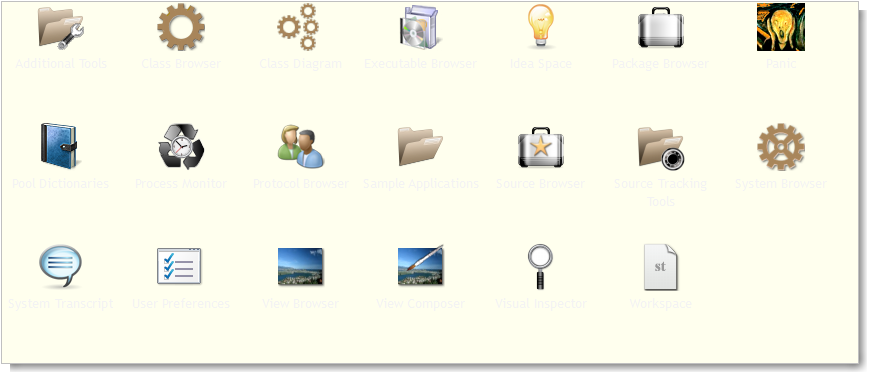 Additional Tools
Class Browser
Class Diagram
Executable Browser
Idea Space
Package Browser
Panic
Pool Dictionaries
Process Monitor
Protocol Browser
Sample Applications
Source Browser
Source Tracking
Tools
System Browser
System Transcript
User Preferences
View Browser
View Composer
Visual Inspector
st
Workspace